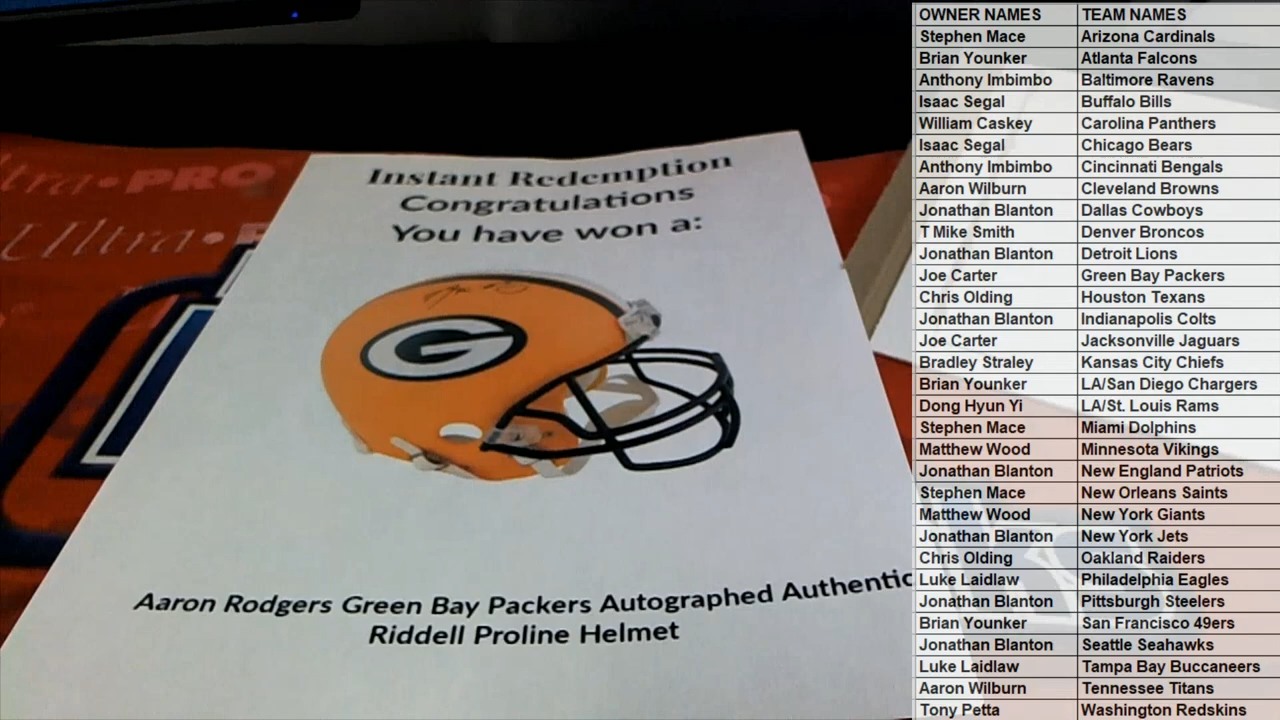 Instant Redemption
Congratulations
You have won a:
G
Aaron Rodgers Green Bay Packers Autographed Authentic
Riddell Proline Helmet
ltra•PRO
Ultra•
OWNER NAMES TEAM NAMES
Stephen Mace Arizona Cardinals
Brian Younker Atlanta Falcons
Anthony Imbimbo Baltimore Ravens
Isaac Segal Buffalo Bills
William Caskey Carolina Panthers
Isaac Segal Chicago Bears
Anthony Imbimbo Cincinnati Bengals
Aaron Wilburn Cleveland Browns
Jonathan Blanton Dallas Cowboys
T Mike Smith Denver Broncos
Jonathan Blanton Detroit Lions
Joe Carter Green Bay Packers
Chris Olding Houston Texans
Jonathan Blanton Indianapolis Colts
Joe Carter Jacksonville Jaguars
Bradley Straley Kansas City Chiefs
Brian Younker LA/San Diego Chargers
Dong Hyun Yi LA/St. Louis Rams
Stephen Mace Miami Dolphins
Matthew Wood Minnesota Vikings
Jonathan Blanton New England Patriots
Stephen Mace New Orleans Saints
Matthew Wood New York Giants
Jonathan Blanton New York Jets
Chris Olding Oakland Raiders
Luke Laidlaw Philadelphia Eagles
Jonathan Blanton Pittsburgh Steelers
Brian Younker San Francisco 49ers
Jonathan Blanton Seattle Seahawks
Luke Laidlaw Tampa Bay Buccaneers
Aaron Wilburn Tennessee Titans
Tony Petta Washington Redskins